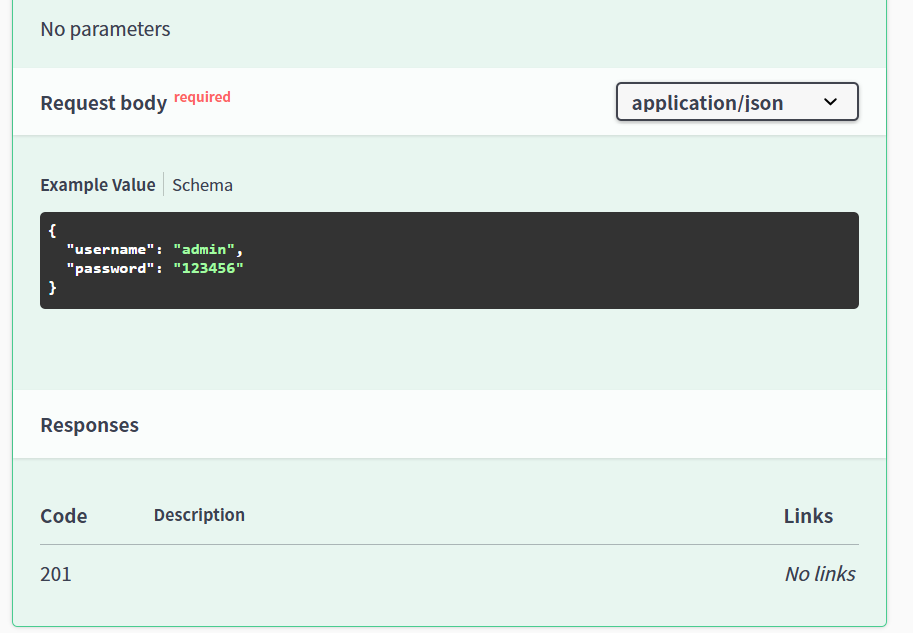 No parameters
Request body required
application/json
Example Value Schema
{
  "username": "admin",
  "password": "123456"
}
Responses
Code Description Links
201 No links